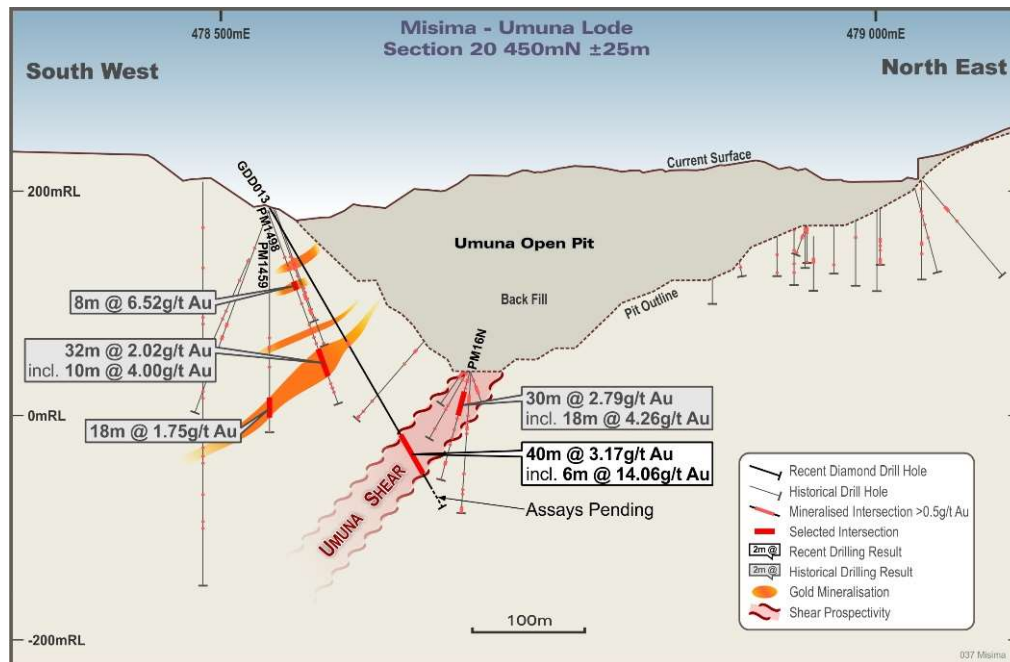 Misima - Umuna Lode
Section 20 450mN ±25m
478 500mE
479 000mE
South West
North East
200mRL
0mRL
-200mRL
GDD013
PM1498
PM1459
Current Surface
Umuna Open Pit
Back Fill
Pit Outline
PM16N
8m @ 6.52g/t Au
32m @ 2.02g/t Au
incl. 10m @ 4.00g/t Au
18m @ 1.75g/t Au
30m @ 2.79g/t Au
incl. 18m @ 4.26g/t Au
40m @ 3.17g/t Au
incl. 6m @ 14.06g/t Au
Assays Pending
UMUNA SHEAR
100m
Recent Diamond Drill Hole
Historical Drill Hole
Mineralised Intersection >0.5g/t Au
Selected Intersection
2m @ Recent Drilling Result
2m @ Historical Drilling Result
Gold Mineralisation
Shear Prospectivity
037 Misima